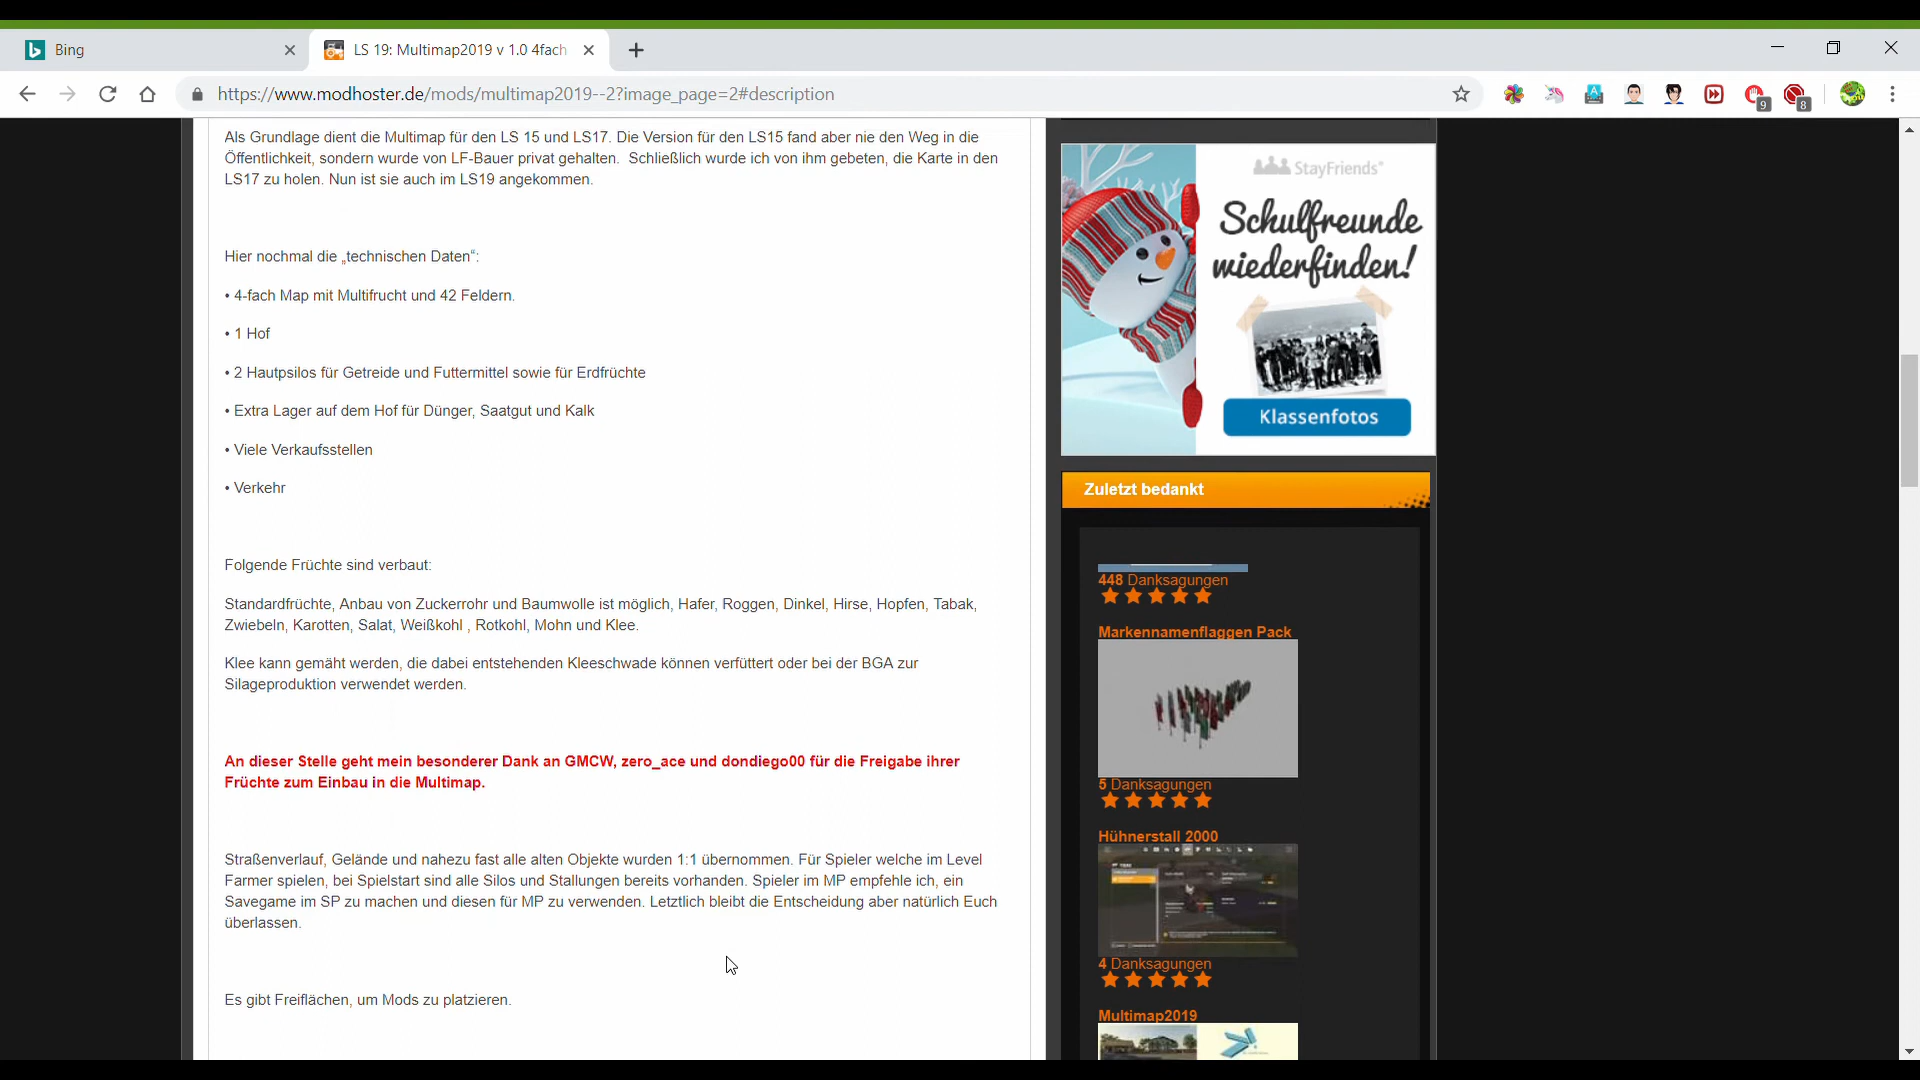 Bing
LS 19: Multimap2019 v 1.0 4fach
https://www.modhoster.de/mods/multimap2019--2?image_page=2#description
9
8
Als Grundlage dient die Multimap für den LS 15 und LS17. Die Version für den LS15 fand aber nie den Weg in die
Öffentlichkeit, sondern wurde von LF-Bauer privat gehalten.  Schließlich wurde ich von ihm gebeten, die Karte in den
LS17 zu holen. Nun ist sie auch im LS19 angekommen.
Hier nochmal die „technischen Daten“:
• 4-fach Map mit Multifrucht und 42 Feldern.
• 1 Hof
• 2 Hautpsilos für Getreide und Futtermittel sowie für Erdfrüchte
• Extra Lager auf dem Hof für Dünger, Saatgut und Kalk
• Viele Verkaufsstellen
• Verkehr
Folgende Früchte sind verbaut:
Standardfrüchte, Anbau von Zuckerrohr und Baumwolle ist möglich, Hafer, Roggen, Dinkel, Hirse, Hopfen, Tabak,
Zwiebeln, Karotten, Salat, Weißkohl , Rotkohl, Mohn und Klee.
Klee kann gemäht werden, die dabei entstehenden Kleeschwade können verfüttert oder bei der BGA zur
Silageproduktion verwendet werden.
An dieser Stelle geht mein besonderer Dank an GMCW, zero_ace und dondiego00 für die Freigabe ihrer
Früchte zum Einbau in die Multimap.
Straßenverlauf, Gelände und nahezu fast alle alten Objekte wurden 1:1 übernommen. Für Spieler welche im Level
Farmer spielen, bei Spielstart sind alle Silos und Stallungen bereits vorhanden. Spieler im MP empfehle ich, ein
Savegame im SP zu machen und diesen für MP zu verwenden. Letztlich bleibt die Entscheidung aber natürlich Euch
überlassen.
Es gibt Freiflächen, um Mods zu platzieren.
StayFriends
Schulfreunde
wiederfinden!
Klassenfotos
Zuletzt bedankt
448 Danksagungen
Markennamenflaggen Pack
5 Danksagungen
Hühnerstall 2000
4 Danksagungen
Multimap2019